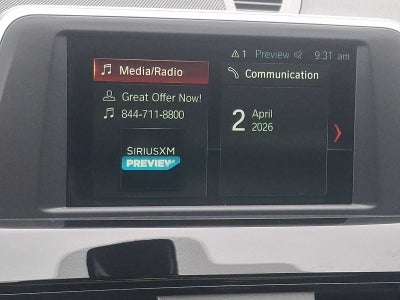 1 Preview 9:31 am
Media/Radio
Great Offer Now!
844-711-8800
SIRIUSXM
PREVIEW
Communication
2 April
2026